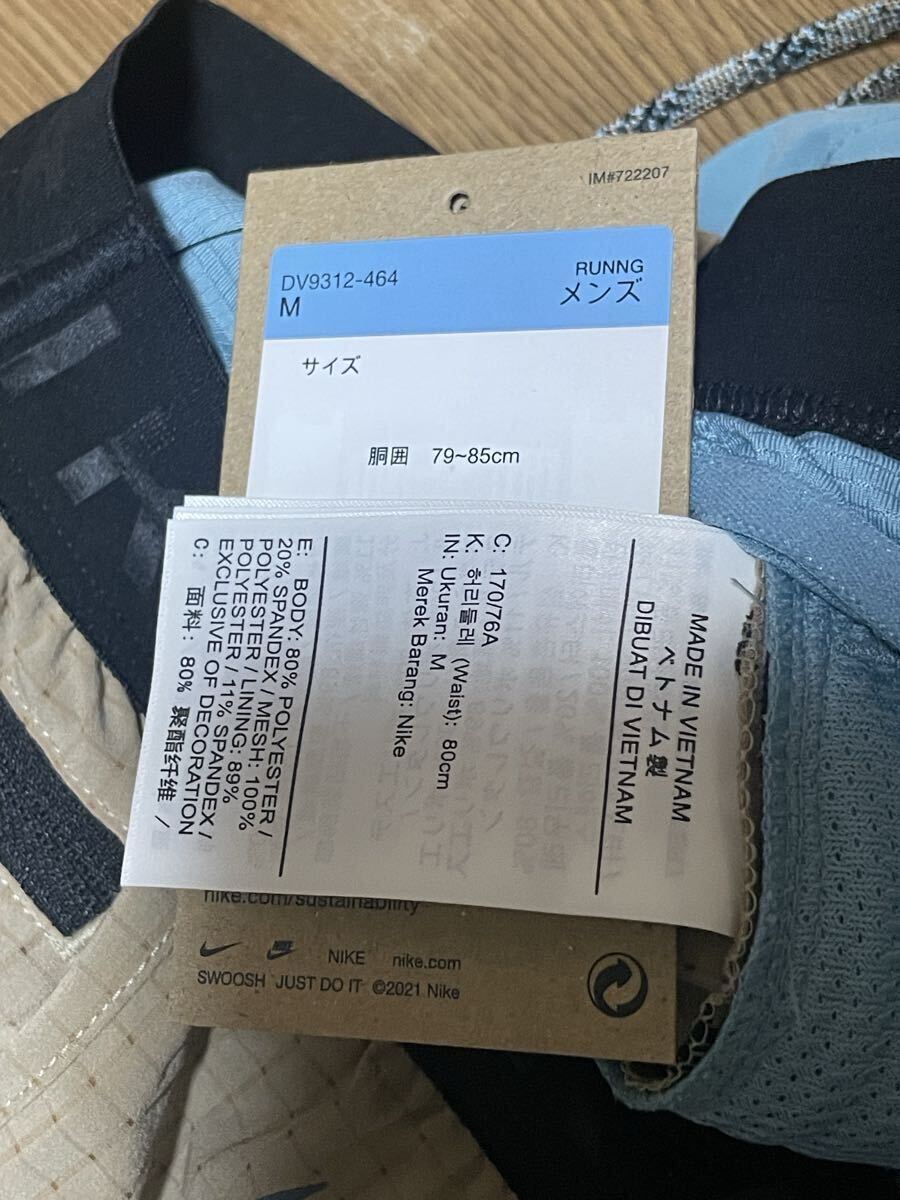 IM#722207
DV9312-464
M
RUNNG
メンズ
サイズ
胴囲 79~85cm
MADE IN VIETNAM
ベトナム製
DIBUAT DI VIETNAM
C: 170/76A
K: 허리둘레 (Waist): 80cm
IN: Ukuran: M
Merek Barang: Nike
E: BODY: 80% POLYESTER /
20% SPANDEX / MESH: 100%
POLYESTER / LINING: 89%
POLYESTER / 11% SPANDEX /
EXCLUSIVE OF DECORATION
C: 面料: 80% 聚酯纤维 /
nike.com/sustainability
NIKE nike.com
SWOOSH JUST DO IT ©2021 Nike